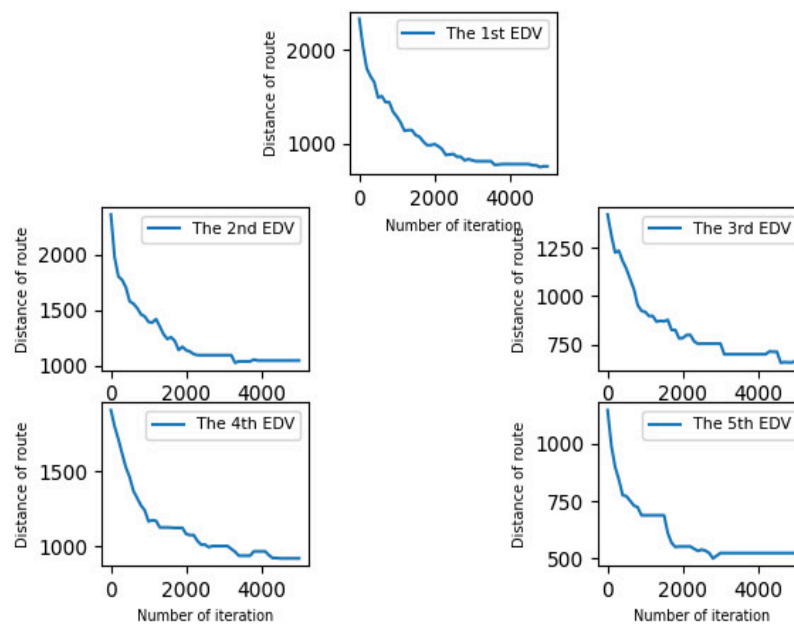 The 1st EDV
Distance of route
2000
1000
0
2000
4000
Number of iteration
The 2nd EDV
Distance of route
2000
1500
1000
0
2000
4000
The 3rd EDV
Distance of route
1250
1000
750
0
2000
4000
The 4th EDV
Distance of route
1500
1000
0
2000
4000
Number of iteration
The 5th EDV
Distance of route
1000
750
500
0
2000
4000
Number of iteration